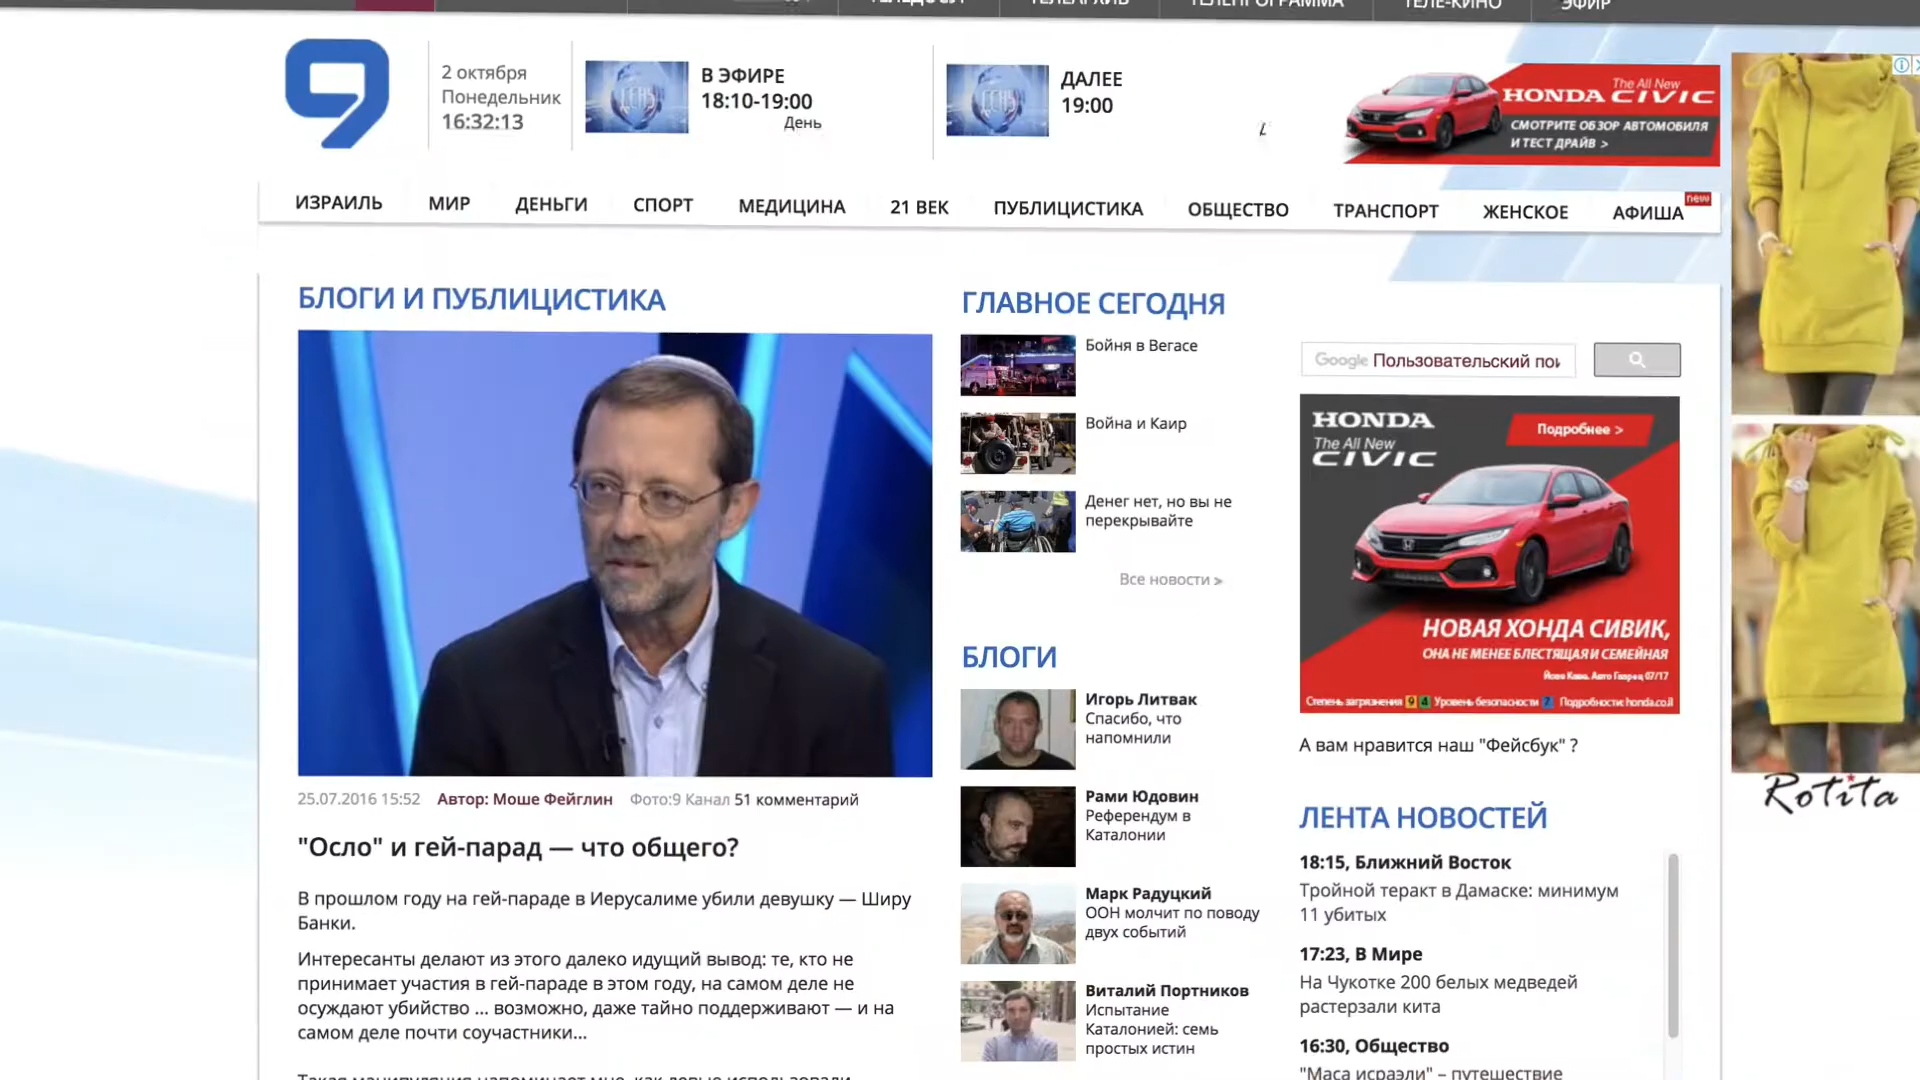 ТЕЛЕПРОГРАММА
ТЕЛЕ-КИНО
ЭФИР
9
2 октября
Понедельник
16:32:13
В ЭФИРЕ
18:10-19:00
День
ДАЛЕЕ
19:00
The All New
HONDA CIVIC
СМОТРИТЕ ОБЗОР АВТОМОБИЛЯ
И ТЕСТ ДРАЙВ >
ИЗРАИЛЬ
МИР
ДЕНЬГИ
СПОРТ
МЕДИЦИНА
21 ВЕК
ПУБЛИЦИСТИКА
ОБЩЕСТВО
ТРАНСПОРТ
ЖЕНСКОЕ
АФИША
new
БЛОГИ И ПУБЛИЦИСТИКА
25.07.2016 15:52 Автор: Моше Фейглин Фото:9 Канал 51 комментарий
"Осло" и гей-парад — что общего?
В прошлом году на гей-параде в Иерусалиме убили девушку — Ширу
Банки.
Интересанты делают из этого далеко идущий вывод: те, кто не
принимает участия в гей-параде в этом году, на самом деле не
осуждают убийство ... возможно, даже тайно поддерживают — и на
самом деле почти соучастники...
ГЛАВНОЕ СЕГОДНЯ
Бойня в Вегасе
Война и Каир
Денег нет, но вы не
перекрывайте
Все новости »
БЛОГИ
Игорь Литвак
Спасибо, что
напомнили
Рами Юдовин
Референдум в
Каталонии
Марк Радуцкий
ООН молчит по поводу
двух событий
Виталий Портников
Испытание
Каталонией: семь
простых истин
Google Пользовательский пои
HONDA
The All New
CIVIC
Подробнее >
НОВАЯ ХОНДА СИВИК,
ОНА НЕ МЕНЕЕ БЛЕСТЯЩАЯ И СЕМЕЙНАЯ
Степень загрязнения 9 4 Уровень безопасности 7 Подробности: honda.co.il
А вам нравится наш "Фейсбук" ?
ЛЕНТА НОВОСТЕЙ
18:15, Ближний Восток
Тройной теракт в Дамаске: минимум
11 убитых
17:23, В Мире
На Чукотке 200 белых медведей
растерзали кита
16:30, Общество
"Маса исраэли" – путешествие
Rotita